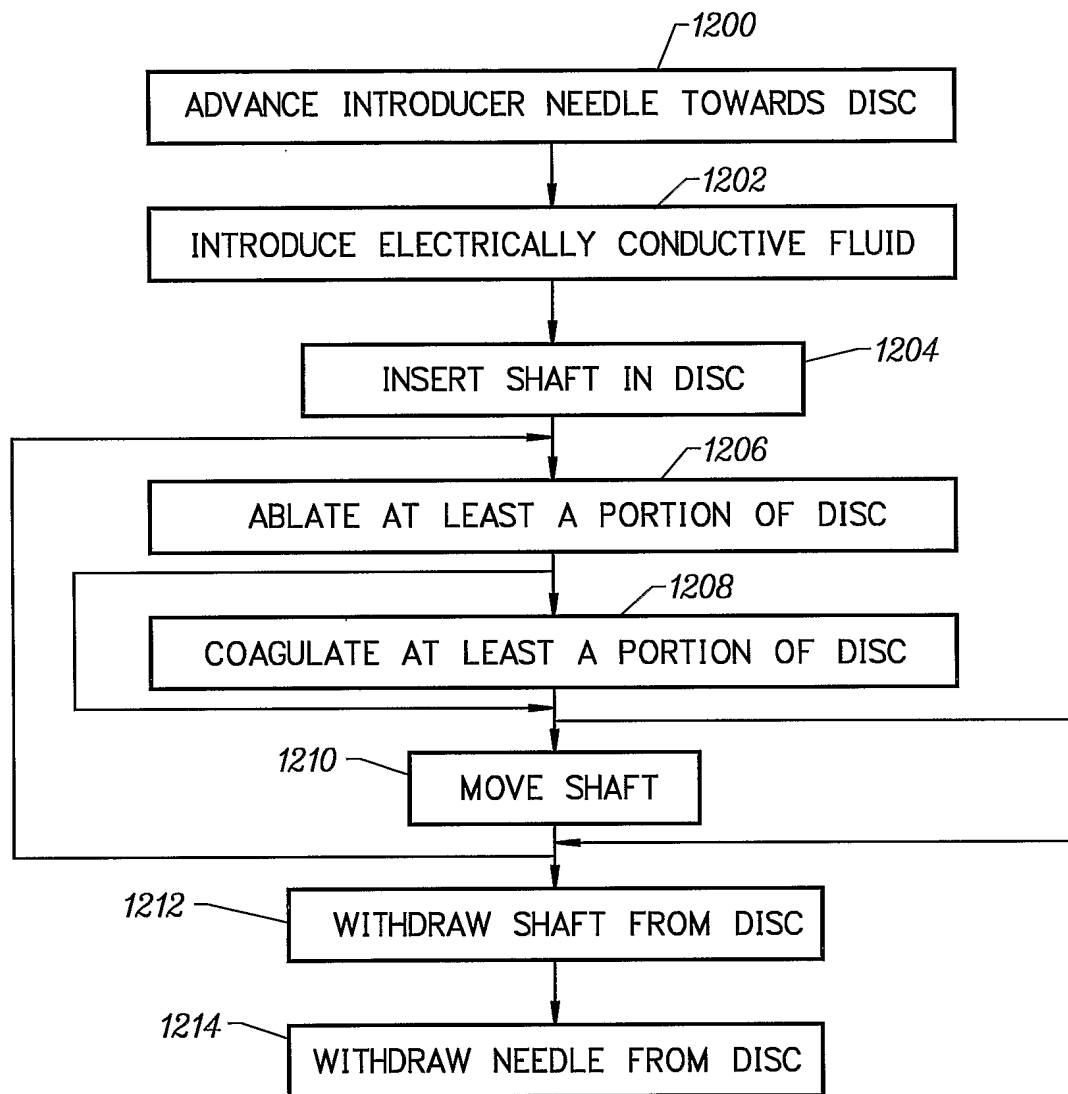 1200
ADVANCE INTRODUCER NEEDLE TOWARDS DISC
1202
INTRODUCE ELECTRICALLY CONDUCTIVE FLUID
1204
INSERT SHAFT IN DISC
1206
ABLATE AT LEAST A PORTION OF DISC
1208
COAGULATE AT LEAST A PORTION OF DISC
1210
MOVE SHAFT
1212
WITHDRAW SHAFT FROM DISC
1214
WITHDRAW NEEDLE FROM DISC